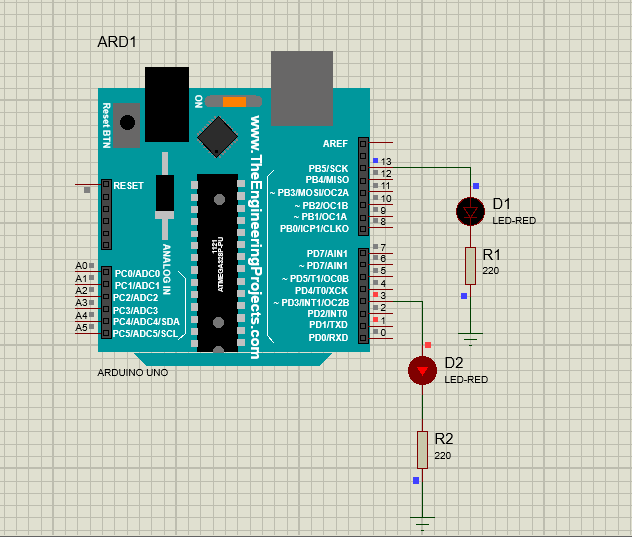 ARD1
ON
Reset BTN
www.TheEngineeringProjects.com
AREF
RESET
PB5/SCK
13
PB4/MISO
12
~ PB3/MOSI/OC2A
11
~ PB2/OC1B
10
~ PB1/OC1A
9
PB0/ICP1/CLKO
8
D1
LED-RED
R1
220
1121
ATMEGA328P-PU
ANALOG IN
PD7/AIN1
7
~ PD7/AIN1
6
~ PD5/T1/OC0B
5
PD4/T0/XCK
4
~ PD3/INT1/OC2B
3
PD2/INT0
2
PD1/TXD
1
PD0/RXD
0
A0
PC0/ADC0
A1
PC1/ADC1
A2
PC2/ADC2
A3
PC3/ADC3
A4
PC4/ADC4/SDA
A5
PC5/ADC5/SCL
ARDUINO UNO
D2
LED-RED
R2
220